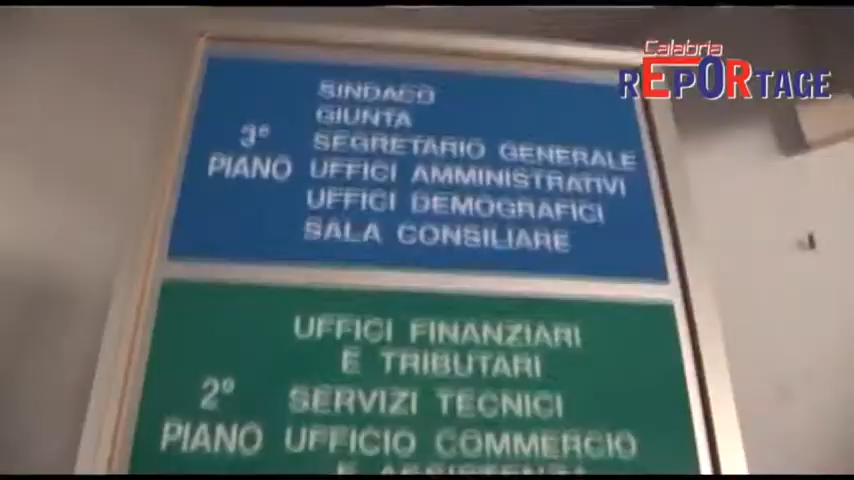 Calabria
REPORTAGE
3° PIANO
SINDACO
GIUNTA
SEGRETARIO GENERALE
UFFICI AMMINISTRATIVI
UFFICI DEMOGRAFICI
SALA CONSILIARE
2° PIANO
UFFICI FINANZIARI
E TRIBUTARI
SERVIZI TECNICI
UFFICIO COMMERCIO
E ASSISTENZA